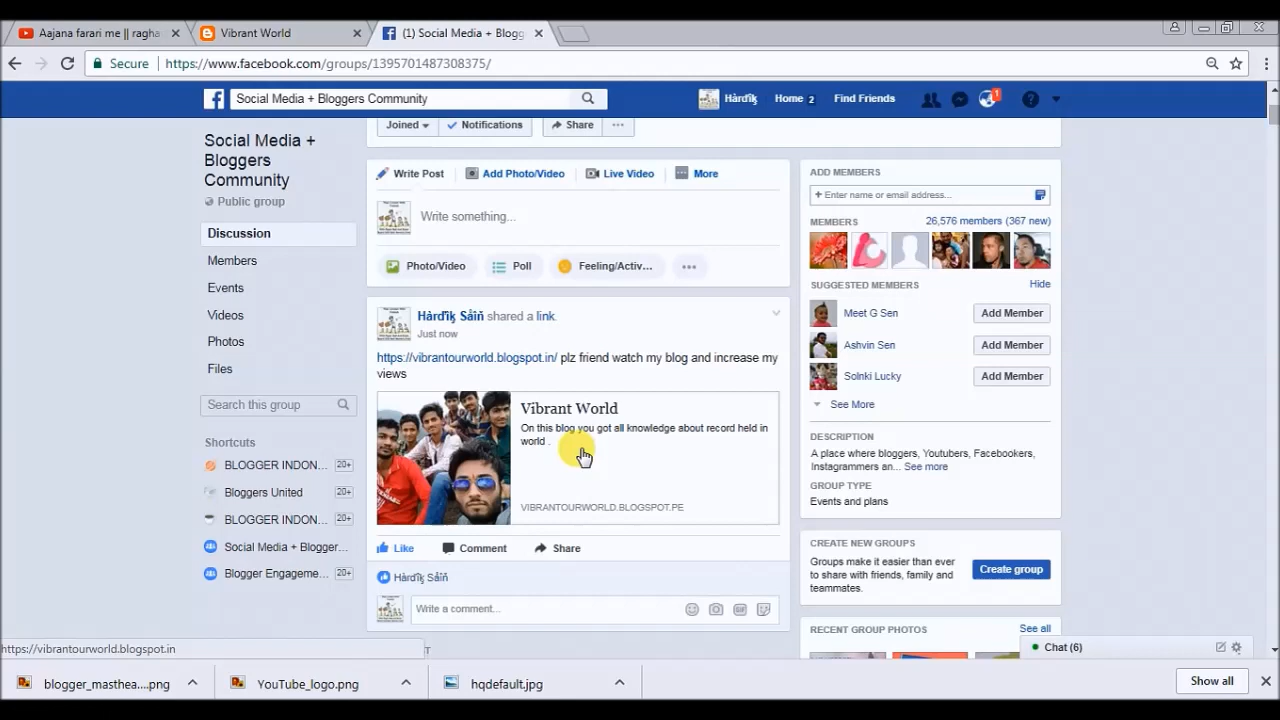 Aajana farari me || ragha
Vibrant World
(1) Social Media + Blogg
Secure
https://www.facebook.com/groups/1395701487308375/
Social Media + Bloggers Community
Hàrďîķ
Home 2
Find Friends
1
Social Media +
Bloggers
Community
Public group
Discussion
Members
Events
Videos
Photos
Files
Search this group
Shortcuts
BLOGGER INDON... 20+
Bloggers United 20+
BLOGGER INDON... 20+
Social Media + Blogger...
Blogger Engageme... 20+
Joined
Notifications
Share
Write Post
Add Photo/Video
Live Video
More
Write something...
Photo/Video
Poll
Feeling/Activ...
Hàrďîķ Såîñ shared a link.
Just now
https://vibrantourworld.blogspot.in/ plz friend watch my blog and increase my
views
Vibrant World
On this blog you got all knowledge about record held in
world .
VIBRANTOURWORLD.BLOGSPOT.PE
Like
Comment
Share
Hàrďîķ Såîñ
Write a comment...
ADD MEMBERS
+ Enter name or email address...
MEMBERS
26,576 members (367 new)
SUGGESTED MEMBERS
Hide
Meet G Sen
Add Member
Ashvin Sen
Add Member
Solnki Lucky
Add Member
See More
DESCRIPTION
A place where bloggers, Youtubers, Facebookers,
Instagrammers an... See more
GROUP TYPE
Events and plans
CREATE NEW GROUPS
Groups make it easier than ever
to share with friends, family and
teammates.
Create group
RECENT GROUP PHOTOS
See all
Chat (6)
https://vibrantourworld.blogspot.in
blogger_masthea....png
YouTube_logo.png
hqdefault.jpg
Show all